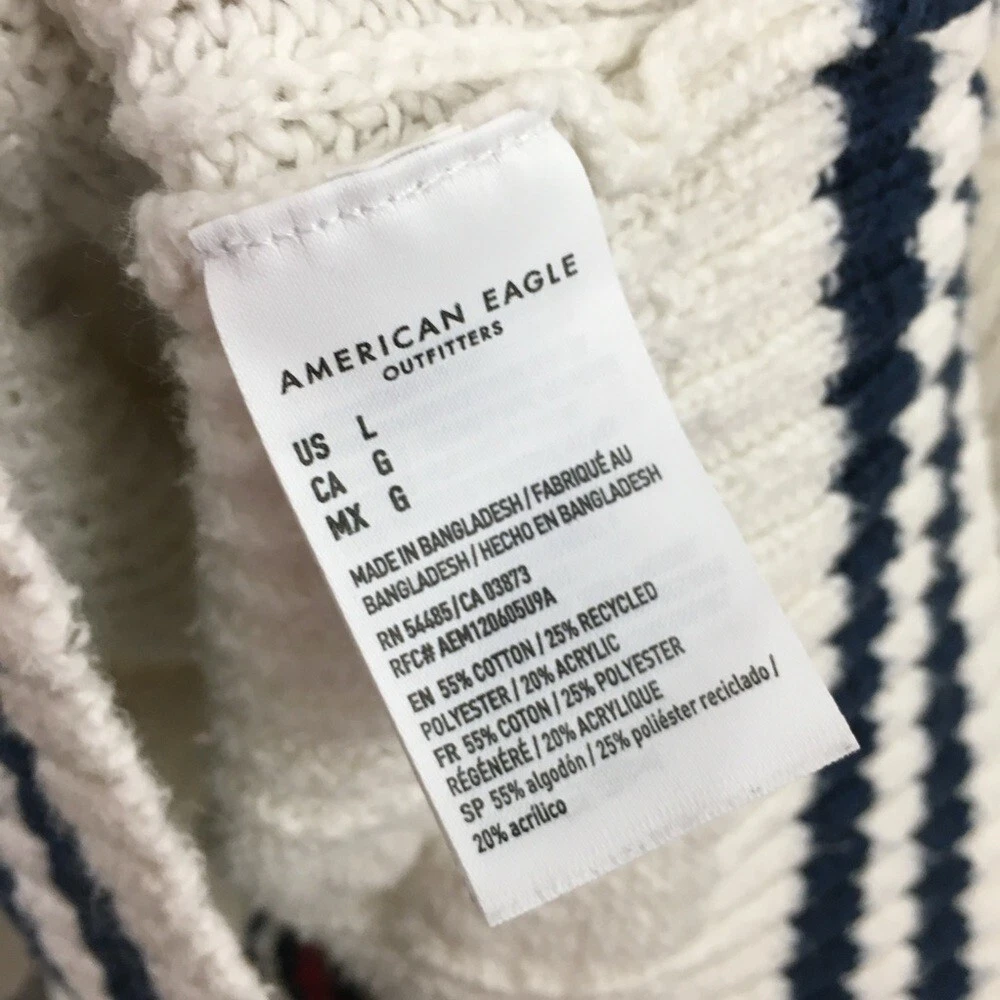 AMERICAN EAGLE
OUTFITTERS
US L
CA G
MX G
MADE IN BANGLADESH / FABRIQUÉ AU
BANGLADESH / HECHO EN BANGLADESH
RN 54485 / CA 03873
RFC# AEM120605U9A
EN 55% COTTON / 25% RECYCLED
POLYESTER / 20% ACRYLIC
FR 55% COTON / 25% POLYESTER
RÉGÉNÉRÉ / 20% ACRYLIQUE
SP 55% algodón / 25% poliéster reciclado /
20% acrílico